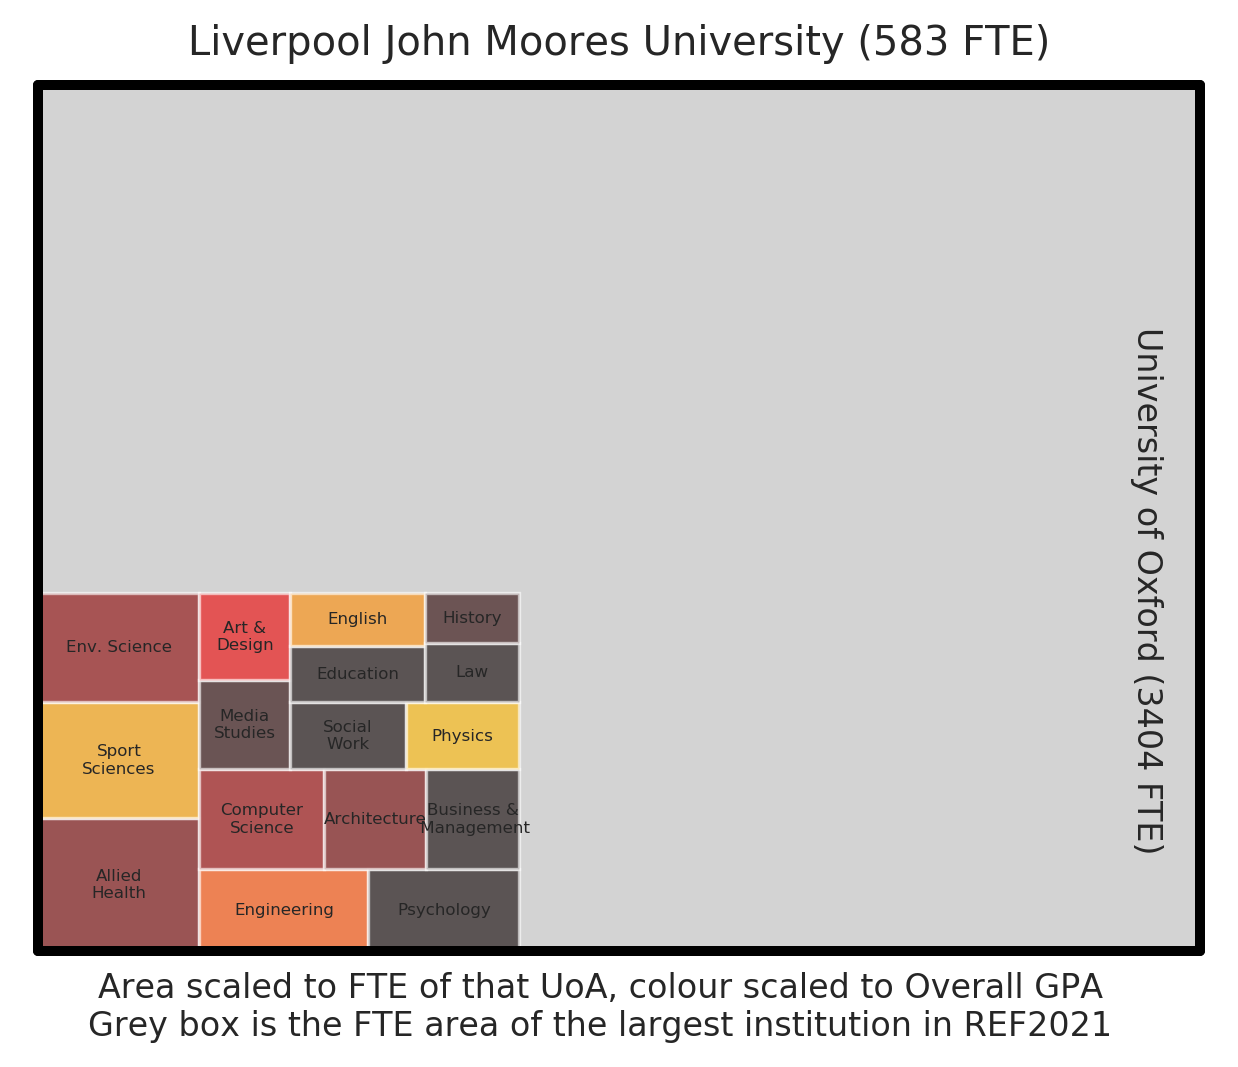 Liverpool John Moores University (583 FTE)
Env. Science
Art &
Design
English
History
Education
Law
Media
Studies
Social
Work
Physics
Sport
Sciences
Computer
Science
Architecture
Business &
Management
Allied
Health
Engineering
Psychology
University of Oxford (3404 FTE)
Area scaled to FTE of that UoA, colour scaled to Overall GPA
Grey box is the FTE area of the largest institution in REF2021